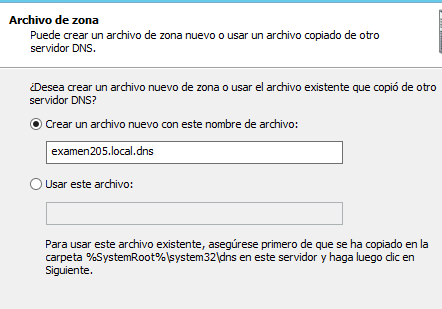 Archivo de zona
Puede crear un archivo de zona nuevo o usar un archivo copiado de otro
servidor DNS.
¿Desea crear un archivo nuevo de zona o usar el archivo existente que copió de otro
servidor DNS?
Crear un archivo nuevo con este nombre de archivo:
examen205.local.dns
Usar este archivo:
Para usar este archivo existente, asegúrese primero de que se ha copiado en la
carpeta %SystemRoot%\system32\dns en este servidor y haga luego clic en
Siguiente.